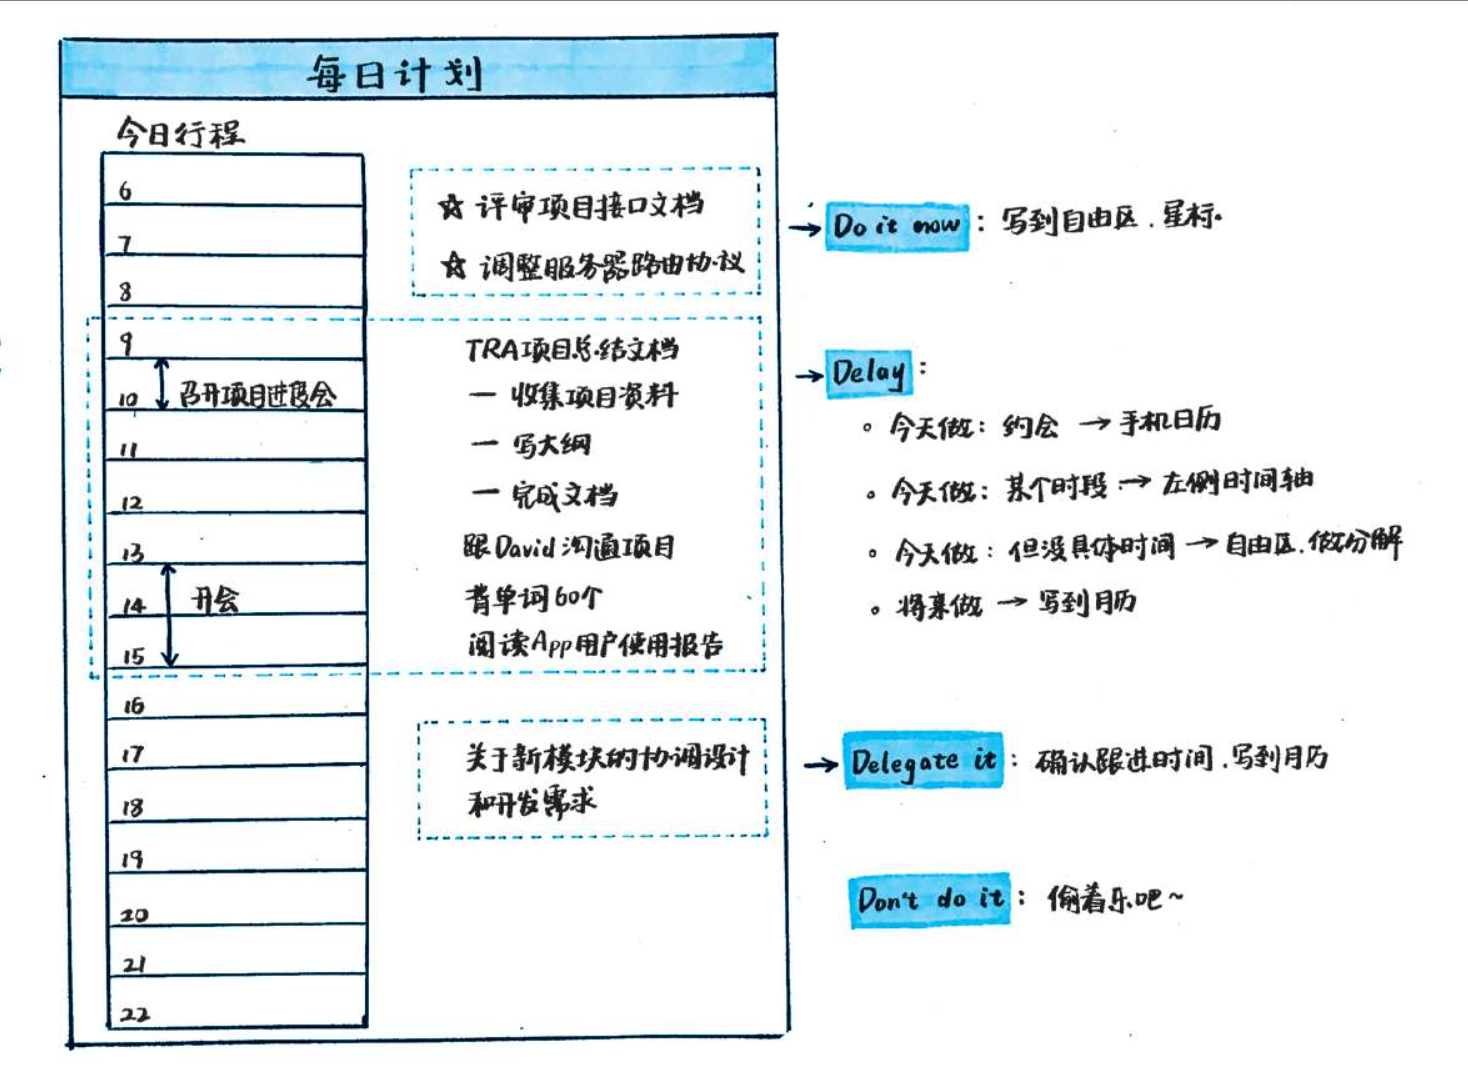 每日计划
今日行程
6
7
8
9
10 召开项目进段会
11
12
13
14 开会
15
16
17
18
19
20
21
22
☆ 评审项目接口文档
☆ 调整服务器路由协议
TRA项目总结文档
— 收集项目资料
— 写大纲
— 完成文档
跟David沟通项目
背单词60个
阅读App用户使用报告
关于新模块的协调设计
和开发需求
→ Do it now：写到自由区，星标.
→ Delay：
。今天做：约会 → 手机日历
。今天做：某个时段 → 左侧时间轴
。今天做：但没具体时间 → 自由区，做分解
。将来做 → 写到月历
→ Delegate it：确认跟进时间，写到月历
Don't do it：偷着乐吧~